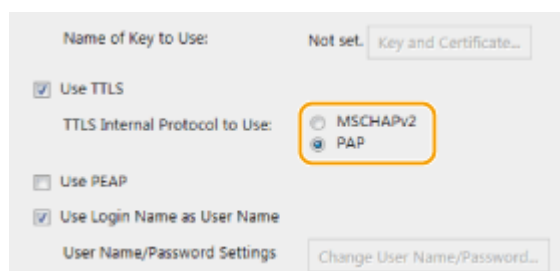 Name of Key to Use: Not set. Key and Certificate...
Use TTLS
TTLS Internal Protocol to Use: MSCHAPv2
PAP
Use PEAP
Use Login Name as User Name
User Name/Password Settings Change User Name/Password...